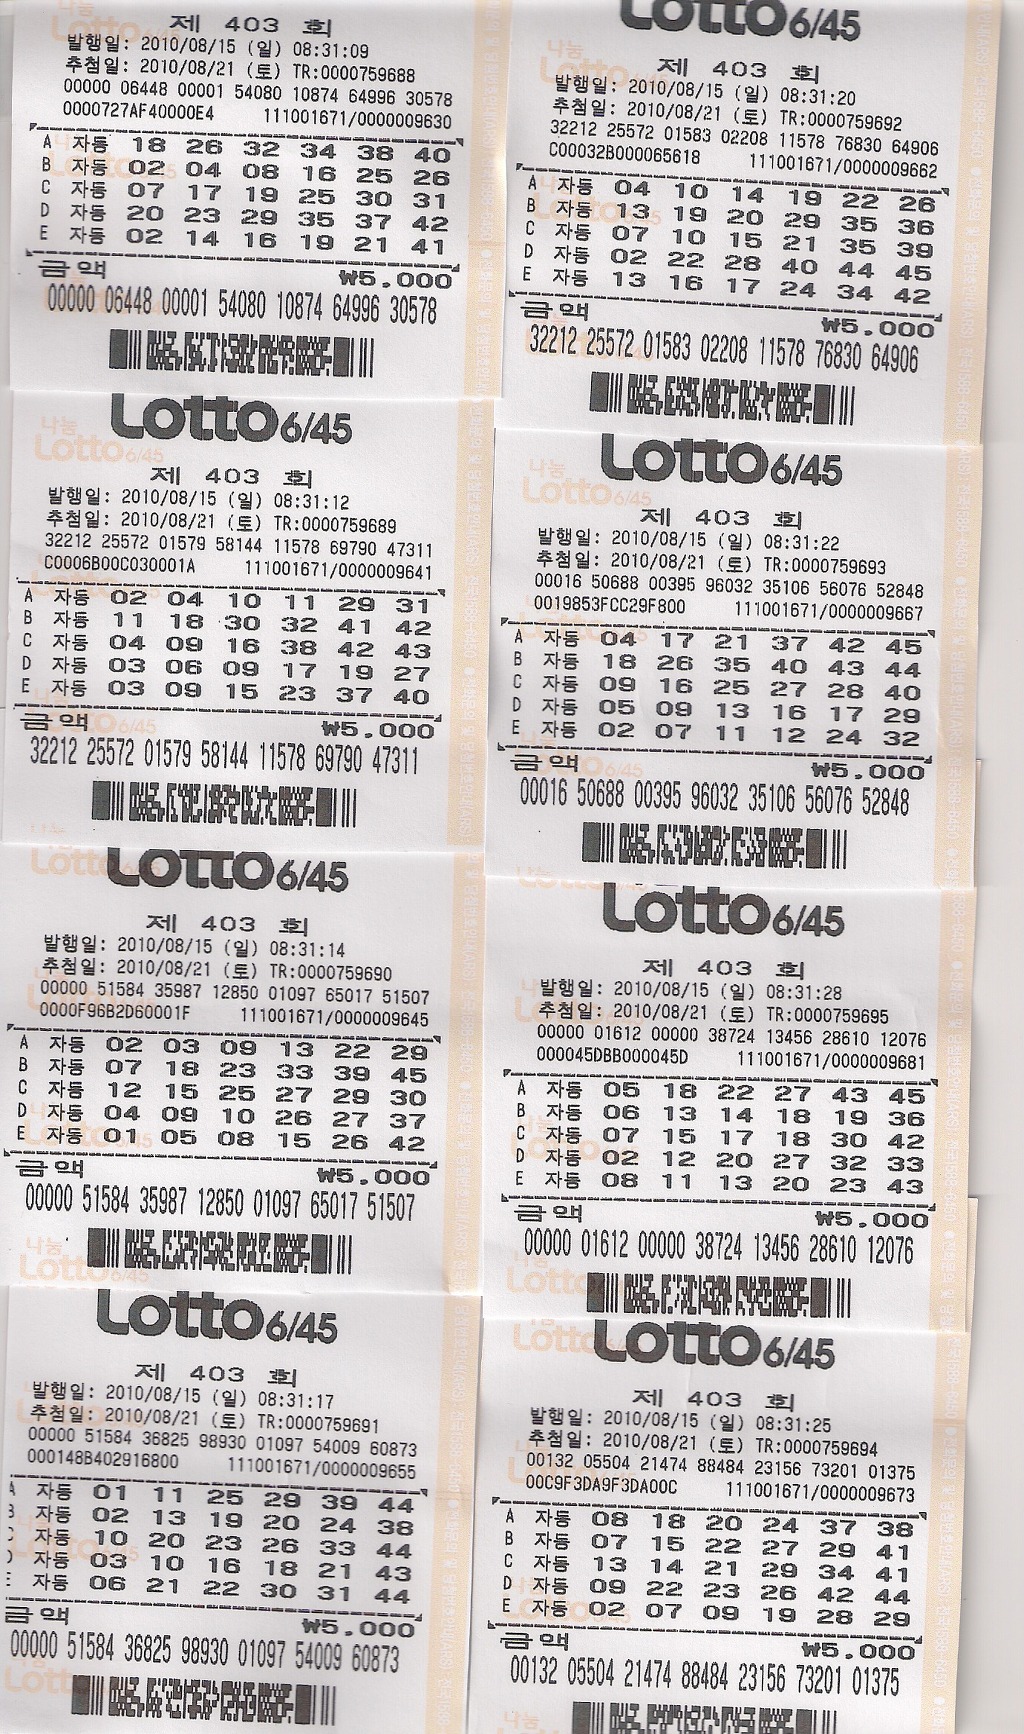 제 403 회
발행일: 2010/08/15 (일) 08:31:09
추첨일: 2010/08/21 (토) TR:0000759688
00000 06448 00001 54080 10874 64996 30578
0000727AF40000E4 111001671/0000009630
A 자동 18 26 32 34 38 40
B 자동 02 04 08 16 25 26
C 자동 07 17 19 25 30 31
D 자동 20 23 29 35 37 42
E 자동 02 14 16 19 21 41
금액 ₩5.000
00000 06448 00001 54080 10874 64996 30578
Lotto 6/45
제 403 회
발행일: 2010/08/15 (일) 08:31:12
추첨일: 2010/08/21 (토) TR:0000759689
32212 25572 01579 58144 11578 69790 47311
C0006B00C030001A 111001671/0000009641
A 자동 02 04 10 11 29 31
B 자동 11 18 30 32 41 42
C 자동 04 09 16 38 42 43
D 자동 03 06 09 17 19 27
E 자동 03 09 15 23 37 40
금액 ₩5.000
32212 25572 01579 58144 11578 69790 47311
Lotto 6/45
제 403 회
발행일: 2010/08/15 (일) 08:31:14
추첨일: 2010/08/21 (토) TR:0000759690
00000 51584 35987 12850 01097 65017 51507
0000F96B2D60001F 111001671/0000009645
A 자동 02 03 09 13 22 29
B 자동 07 18 23 33 39 45
C 자동 12 15 25 27 29 30
D 자동 04 09 10 26 27 37
E 자동 01 05 08 15 26 42
금액 ₩5.000
00000 51584 35987 12850 01097 65017 51507
Lotto 6/45
제 403 회
발행일: 2010/08/15 (일) 08:31:17
추첨일: 2010/08/21 (토) TR:0000759691
00000 51584 36825 98930 01097 54009 60873
000148B402916800 111001671/0000009655
A 자동 01 11 25 29 39 44
B 자동 02 13 19 20 24 38
C 자동 10 20 23 26 33 44
D 자동 03 10 16 18 21 43
E 자동 06 21 22 30 31 44
금액 ₩5.000
00000 51584 36825 98930 01097 54009 60873
Lotto 6/45
제 403 회
발행일: 2010/08/15 (일) 08:31:20
추첨일: 2010/08/21 (토) TR:0000759692
32212 25572 01583 02208 11578 76830 64906
C00032B000065618 111001671/0000009662
A 자동 04 10 14 19 22 26
B 자동 13 19 20 29 35 36
C 자동 07 10 15 21 35 39
D 자동 02 22 28 40 44 45
E 자동 13 16 17 24 34 42
금액 ₩5.000
32212 25572 01583 02208 11578 76830 64906
Lotto 6/45
제 403 회
발행일: 2010/08/15 (일) 08:31:22
추첨일: 2010/08/21 (토) TR:0000759693
00016 50688 00395 96032 35106 56076 52848
0019853FCC29F800 111001671/0000009667
A 자동 04 17 21 37 42 45
B 자동 18 26 35 40 43 44
C 자동 09 16 25 27 28 40
D 자동 05 09 13 16 17 29
E 자동 02 07 11 12 24 32
금액 ₩5.000
00016 50688 00395 96032 35106 56076 52848
Lotto 6/45
제 403 회
발행일: 2010/08/15 (일) 08:31:28
추첨일: 2010/08/21 (토) TR:0000759695
00000 01612 00000 38724 13456 28610 12076
000045DBB000045D 111001671/0000009681
A 자동 05 18 22 27 43 45
B 자동 06 13 14 18 19 36
C 자동 07 15 17 18 30 42
D 자동 02 12 20 27 32 33
E 자동 08 11 13 20 23 43
금액 ₩5.000
00000 01612 00000 38724 13456 28610 12076
Lotto 6/45
제 403 회
발행일: 2010/08/15 (일) 08:31:25
추첨일: 2010/08/21 (토) TR:0000759694
00132 05504 21474 88484 23156 73201 01375
00C9F3DA9F3DA00C 111001671/0000009673
A 자동 08 18 20 24 37 38
B 자동 07 15 22 27 29 41
C 자동 13 14 21 29 34 41
D 자동 09 22 23 26 42 44
E 자동 02 07 09 19 28 29
금액 ₩5.000
00132 05504 21474 88484 23156 73201 01375